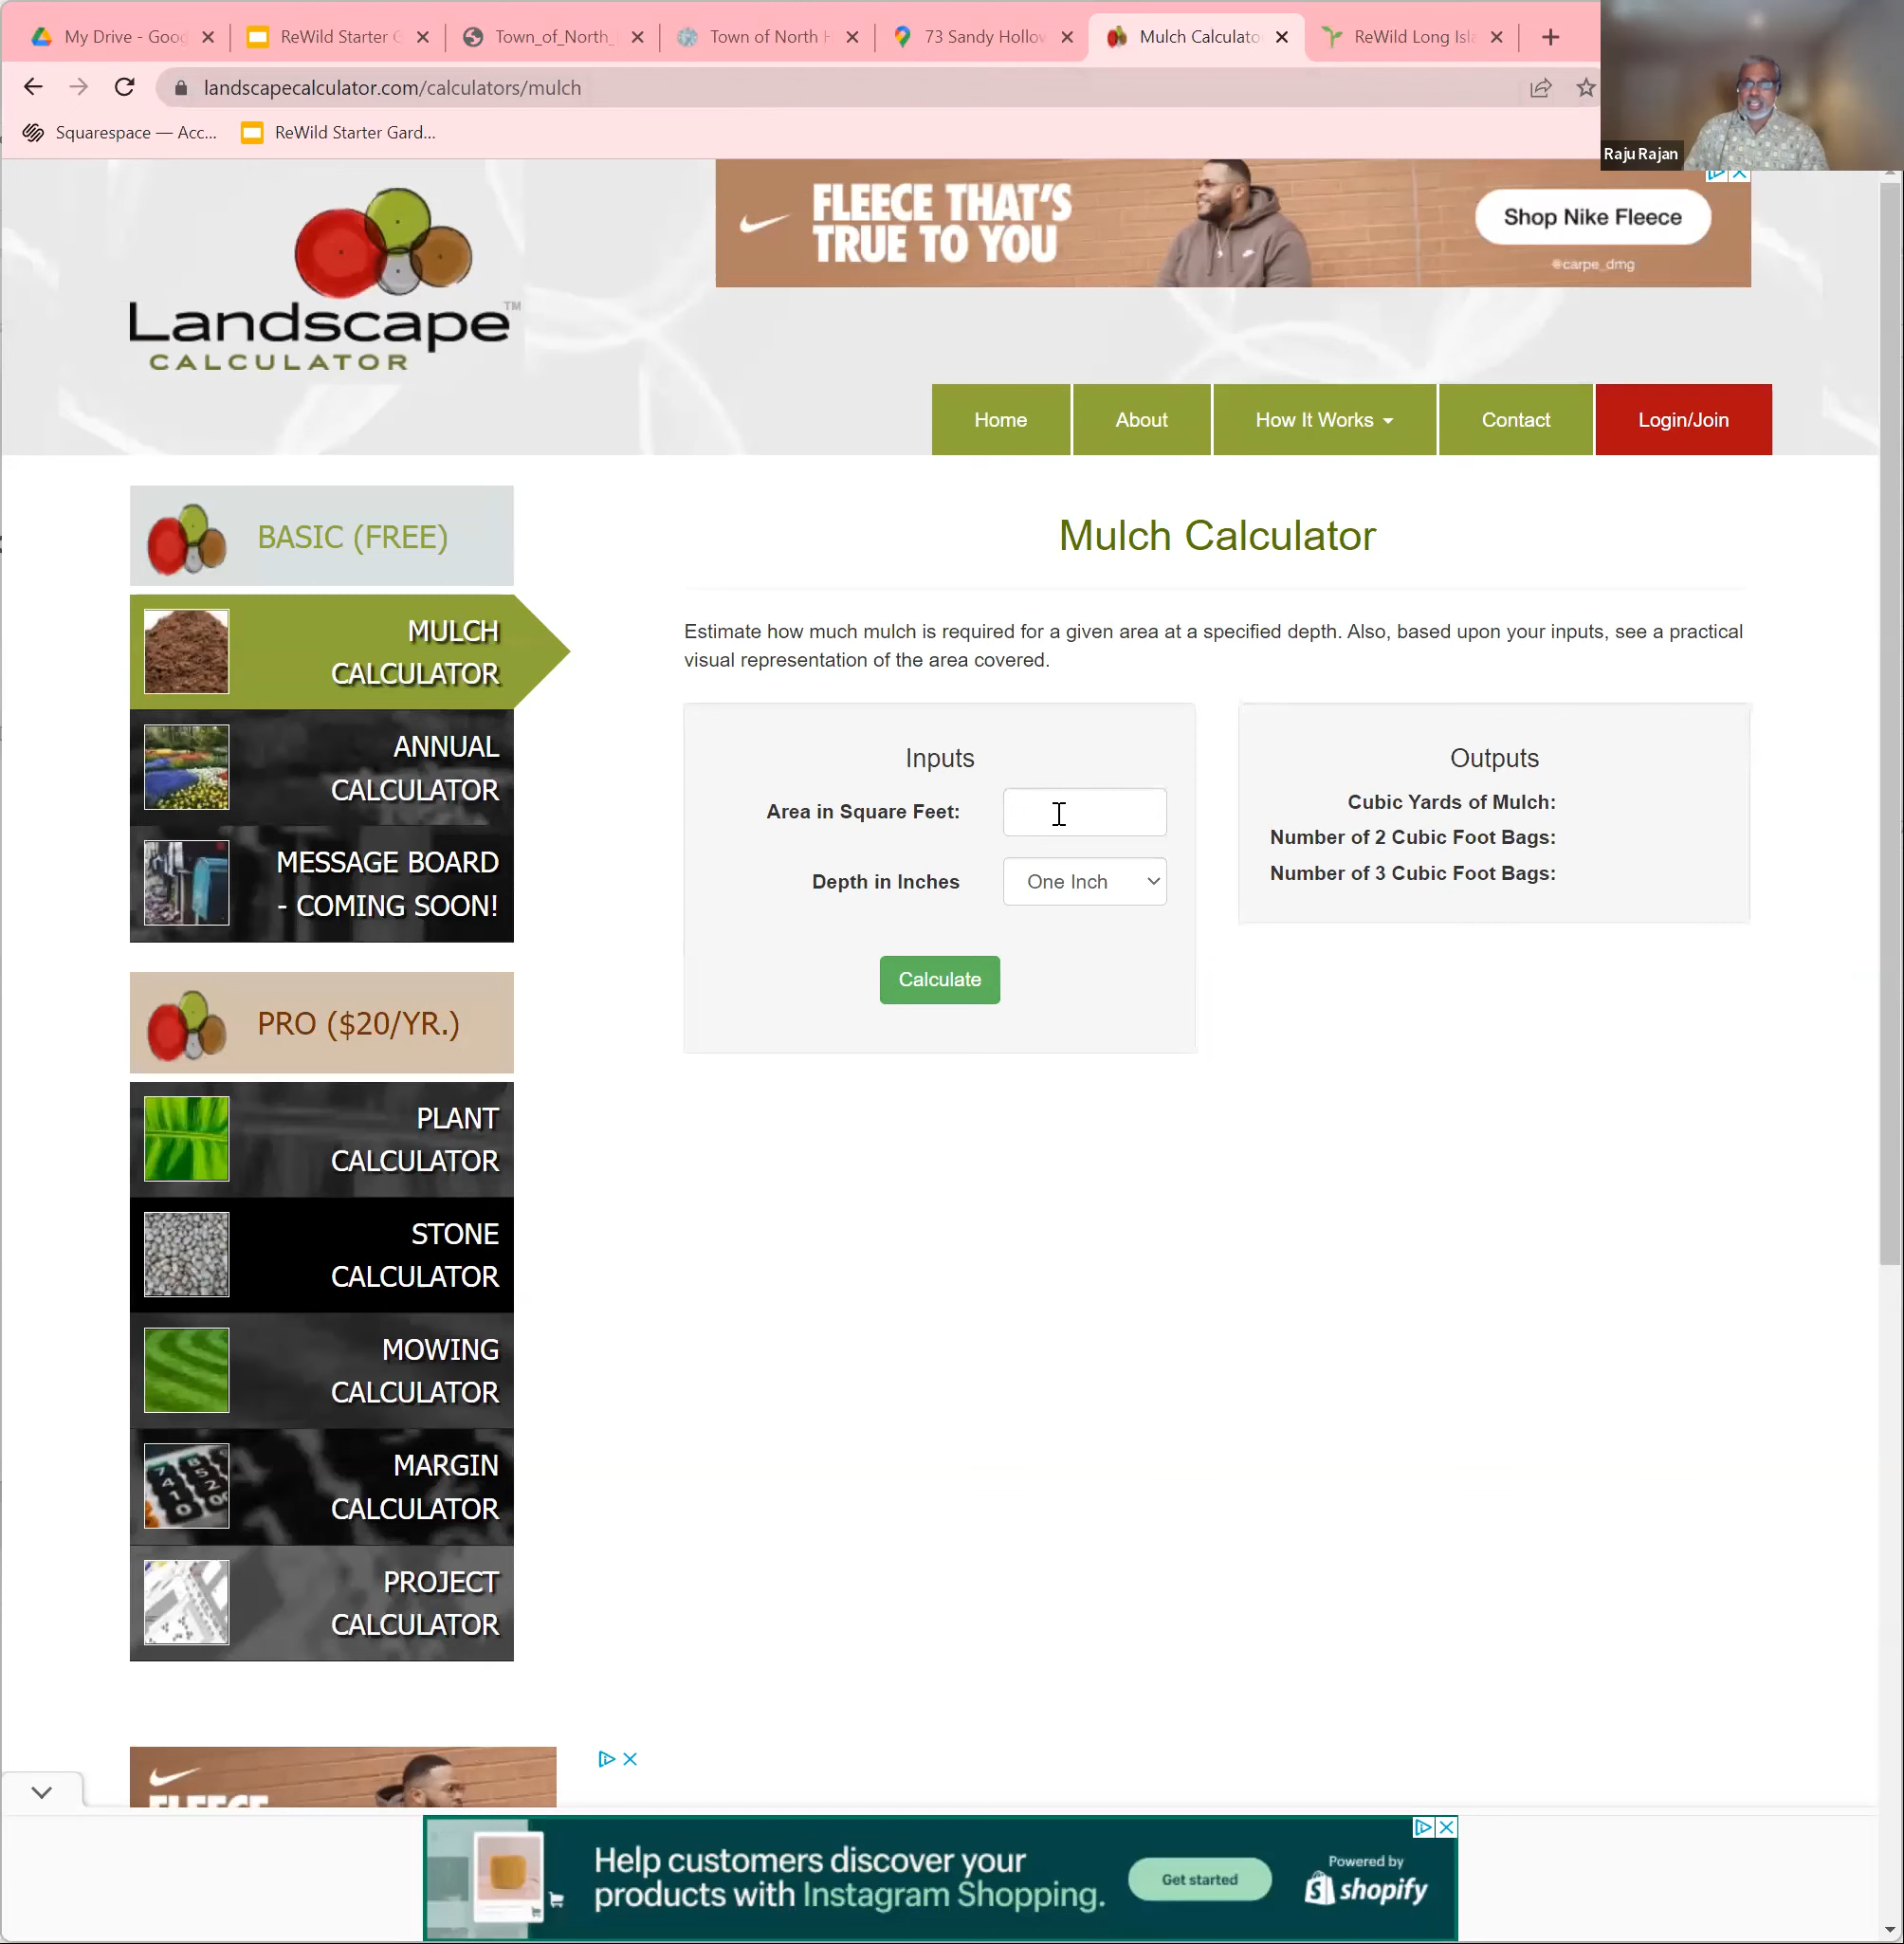 My Drive - Goog
ReWild Starter G
Town_of_North_
Town of North H
73 Sandy Hollow
Mulch Calculato
ReWild Long Isla
landscapecalculator.com/calculators/mulch
Squarespace — Acc...
ReWild Starter Gard...
Raju Rajan
FLEECE THAT'S
TRUE TO YOU
Shop Nike Fleece
@carpe_dmg
Landscape™
CALCULATOR
Home
About
How It Works
Contact
Login/Join
BASIC (FREE)
MULCH
CALCULATOR
ANNUAL
CALCULATOR
MESSAGE BOARD
- COMING SOON!
PRO ($20/YR.)
PLANT
CALCULATOR
STONE
CALCULATOR
MOWING
CALCULATOR
MARGIN
CALCULATOR
PROJECT
CALCULATOR
Mulch Calculator
Estimate how much mulch is required for a given area at a specified depth. Also, based upon your inputs, see a practical
visual representation of the area covered.
Inputs
Area in Square Feet:
Depth in Inches
One Inch
Calculate
Outputs
Cubic Yards of Mulch:
Number of 2 Cubic Foot Bags:
Number of 3 Cubic Foot Bags:
FLEECE
Help customers discover your
products with Instagram Shopping.
Get started
Powered by
shopify